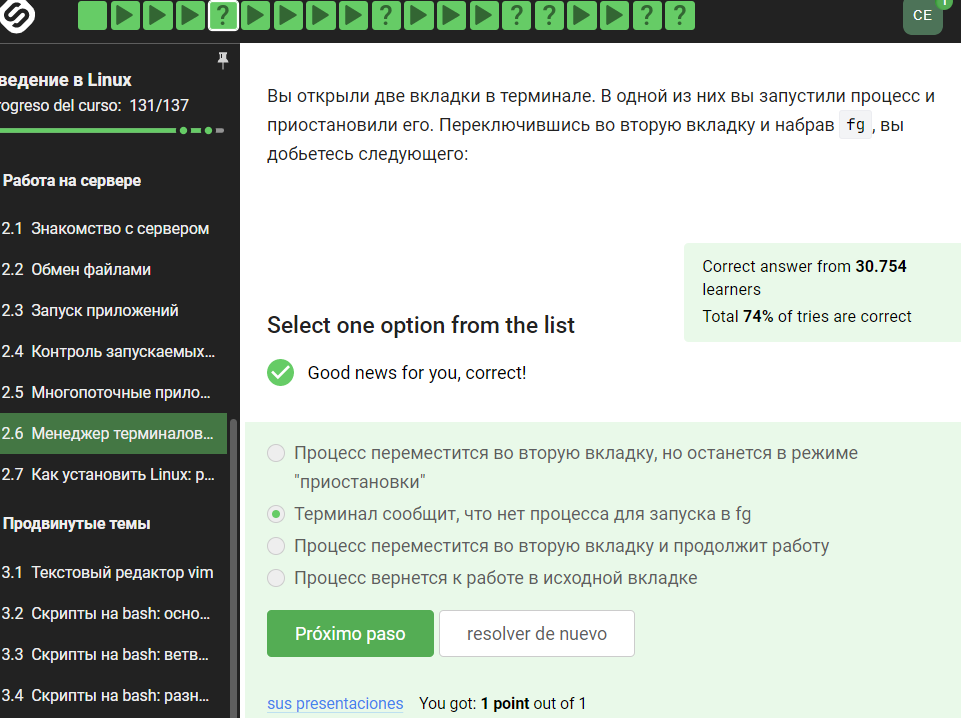 ? ? ? ? ? ?
CE 1
ведение в Linux
rogreso del curso: 131/137
Работа на сервере
2.1 Знакомство с сервером
2.2 Обмен файлами
2.3 Запуск приложений
2.4 Контроль запускаемых...
2.5 Многопоточные прило...
2.6 Менеджер терминалов...
2.7 Как установить Linux: р...
Продвинутые темы
3.1 Текстовый редактор vim
3.2 Скрипты на bash: осно...
3.3 Скрипты на bash: ветв...
3.4 Скрипты на bash: разн...
Вы открыли две вкладки в терминале. В одной из них вы запустили процесс и
приостановили его. Переключившись во вторую вкладку и набрав fg , вы
добьетесь следующего:
Correct answer from 30.754
learners
Total 74% of tries are correct
Select one option from the list
Good news for you, correct!
Процесс переместится во вторую вкладку, но останется в режиме
"приостановки"
Терминал сообщит, что нет процесса для запуска в fg
Процесс переместится во вторую вкладку и продолжит работу
Процесс вернется к работе в исходной вкладке
Próximo paso
resolver de nuevo
sus presentaciones You got: 1 point out of 1